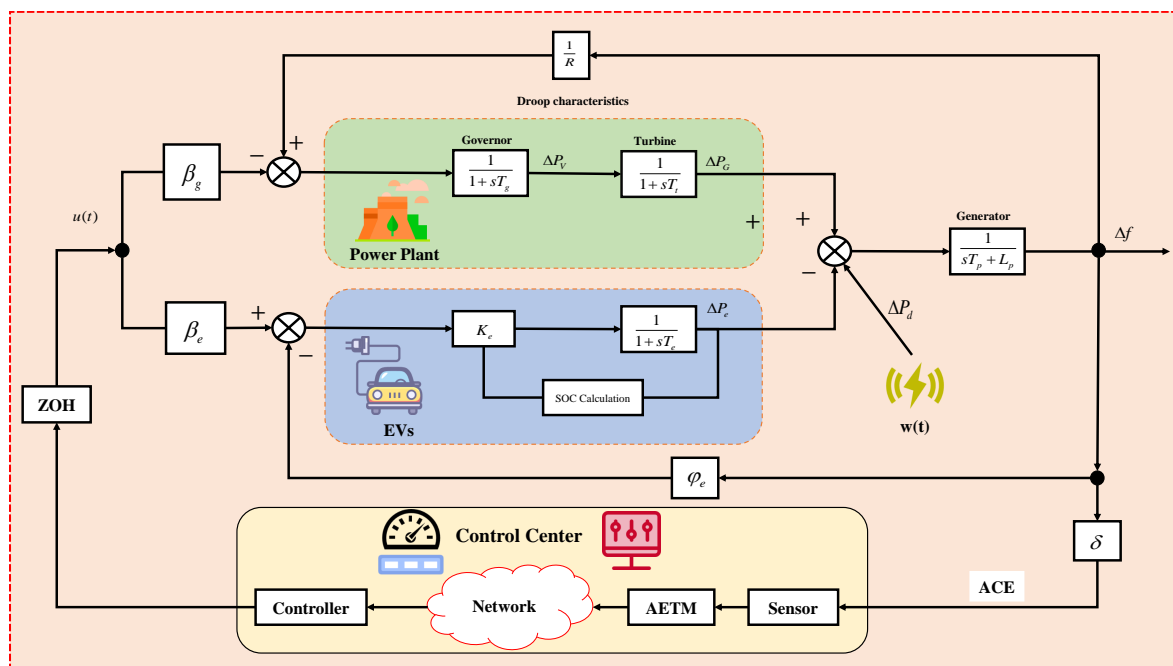 1/R
Droop characteristics
+
−
β_g
Governor
1/(1+sT_g)
ΔP_V
Turbine
1/(1+sT_t)
ΔP_G
u(t)
Power Plant
+
+
−
Generator
1/(sT_p+L_p)
Δf
β_e
+
−
K_e
1/(1+sT_e)
ΔP_e
ΔP_d
SOC Calculation
EVs
w(t)
ZOH
φ_e
δ
Control Center
ACE
Controller
Network
AETM
Sensor